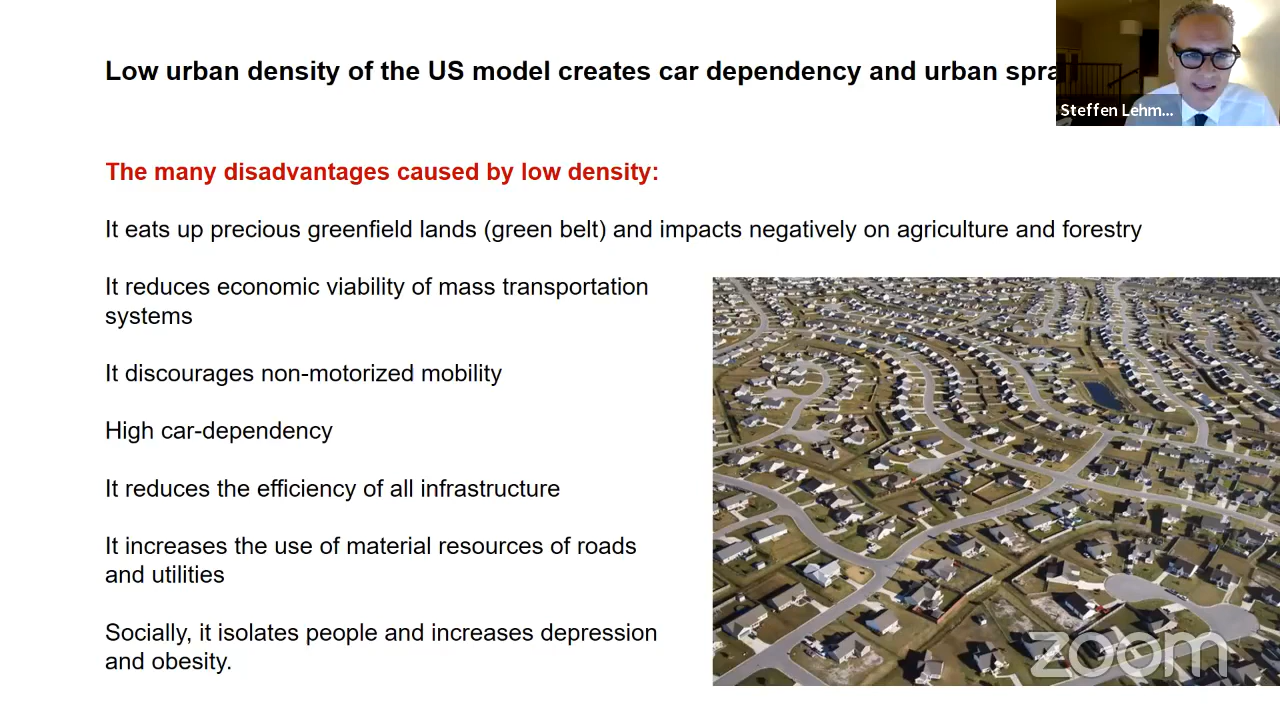 Low urban density of the US model creates car dependency and urban spra
Steffen Lehm...
The many disadvantages caused by low density:
It eats up precious greenfield lands (green belt) and impacts negatively on agriculture and forestry
It reduces economic viability of mass transportation
systems
It discourages non-motorized mobility
High car-dependency
It reduces the efficiency of all infrastructure
It increases the use of material resources of roads
and utilities
Socially, it isolates people and increases depression
and obesity.
zoom